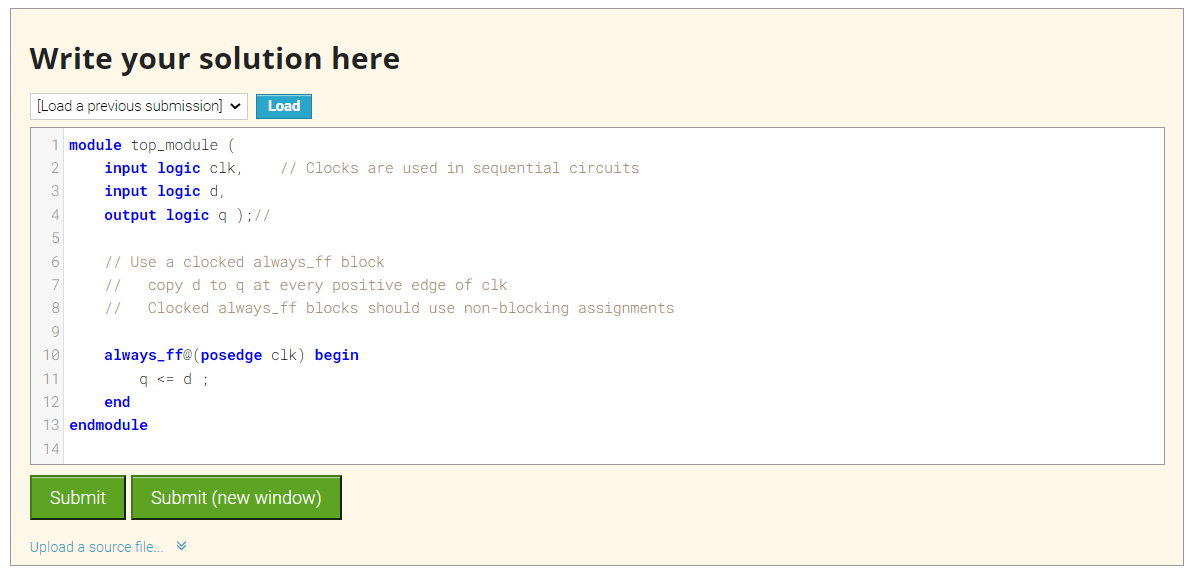 Write your solution here
[Load a previous submission] Load
1 module top_module (
2     input logic clk,    // Clocks are used in sequential circuits
3     input logic d,
4     output logic q );//
5
6     // Use a clocked always_ff block
7     //   copy d to q at every positive edge of clk
8     //   Clocked always_ff blocks should use non-blocking assignments
9
10     always_ff@(posedge clk) begin
11         q <= d ;
12     end
13 endmodule
14
Submit Submit (new window)
Upload a source file...